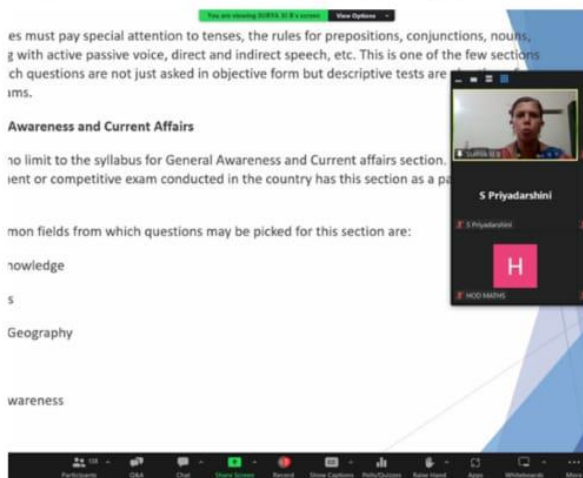 You are viewing SURYA XI B's screen View Options
es must pay special attention to tenses, the rules for prepositions, conjunctions, nouns,
g with active passive voice, direct and indirect speech, etc. This is one of the few sections
ch questions are not just asked in objective form but descriptive tests are
ams.
Awareness and Current Affairs
no limit to the syllabus for General Awareness and Current affairs section.
ent or competitive exam conducted in the country has this section as a pa
mon fields from which questions may be picked for this section are:
nowledge
s
Geography
wareness
SURYA XI B
S Priyadarshini
S Priyadarshini
H
HOD MATHS
Participants Q&A Chat Share Screen Record Show Captions Polls/Quizzes Raise Hand Apps Whiteboards More